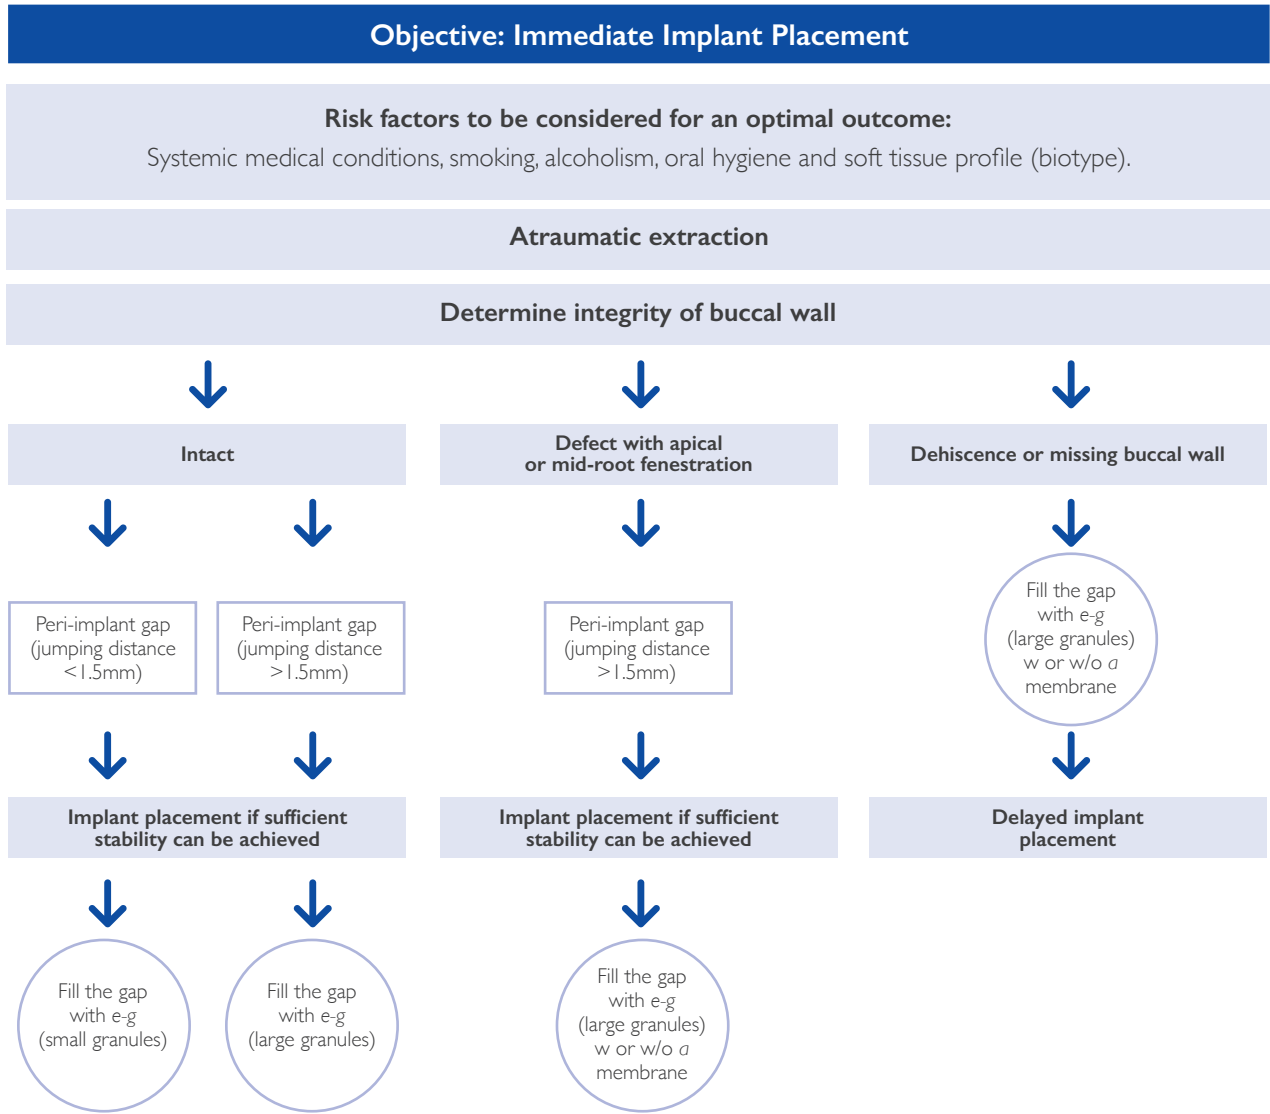 Objective: Immediate Implant Placement
Risk factors to be considered for an optimal outcome:
Systemic medical conditions, smoking, alcoholism, oral hygiene and soft tissue profile (biotype).
Atraumatic extraction
Determine integrity of buccal wall
Intact
Defect with apical
or mid-root fenestration
Dehiscence or missing buccal wall
Peri-implant gap
(jumping distance
<1.5mm)
Peri-implant gap
(jumping distance
>1.5mm)
Peri-implant gap
(jumping distance
>1.5mm)
Fill the gap
with e-g
(large granules)
w or w/o a
membrane
Implant placement if sufficient
stability can be achieved
Implant placement if sufficient
stability can be achieved
Delayed implant
placement
Fill the gap
with e-g
(small granules)
Fill the gap
with e-g
(large granules)
Fill the gap
with e-g
(large granules)
w or w/o a
membrane